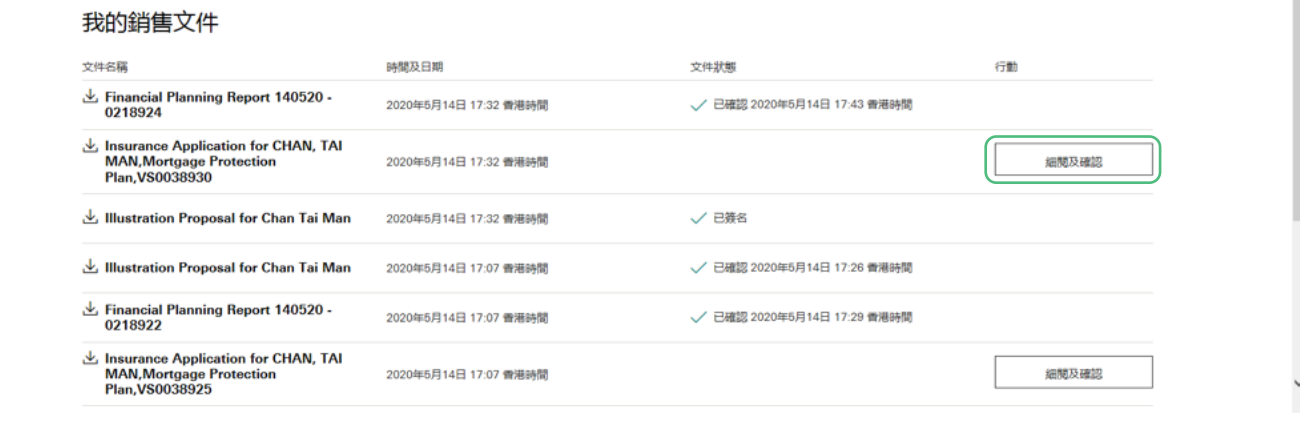 我的銷售文件
文件名稱 時間及日期 文件狀態 行動
Financial Planning Report 140520 -
0218924
2020年5月14日 17:32 香港時間
已確認 2020年5月14日 17:43 香港時間
Insurance Application for CHAN, TAI
MAN,Mortgage Protection
Plan,VS0038930
2020年5月14日 17:32 香港時間
細閱及確認
Illustration Proposal for Chan Tai Man
2020年5月14日 17:32 香港時間
已簽名
Illustration Proposal for Chan Tai Man
2020年5月14日 17:07 香港時間
已確認 2020年5月14日 17:26 香港時間
Financial Planning Report 140520 -
0218922
2020年5月14日 17:07 香港時間
已確認 2020年5月14日 17:29 香港時間
Insurance Application for CHAN, TAI
MAN,Mortgage Protection
Plan,VS0038925
2020年5月14日 17:07 香港時間
細閱及確認